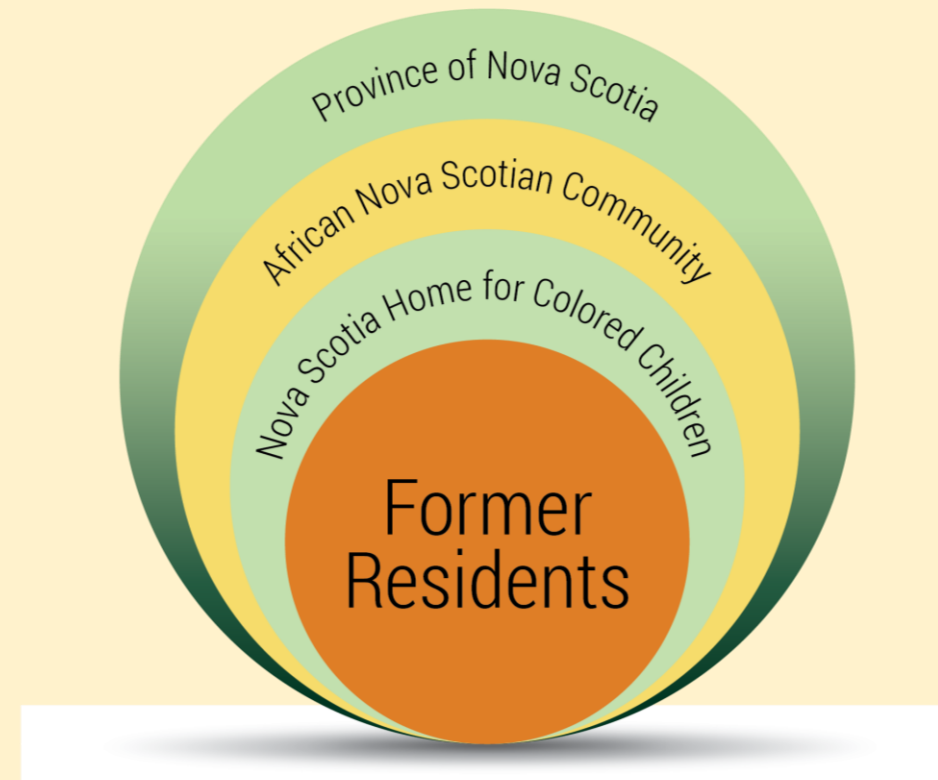 Province of Nova Scotia
African Nova Scotian Community
Nova Scotia Home for Colored Children
Former
Residents